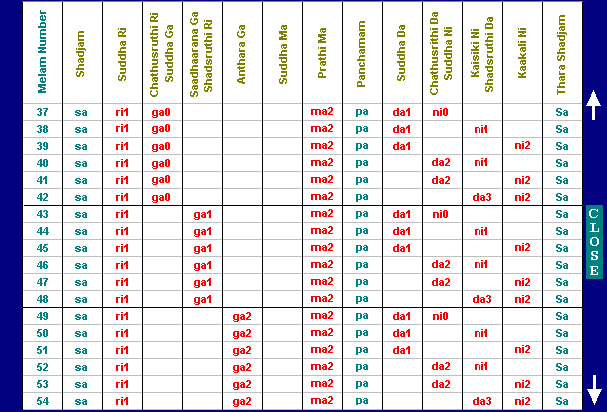 Melam Number Shadjam Suddha Ri Chathusruthi Ri Suddha Ga Saadhaarana Ga Shadsruthi Ri Anthara Ga Suddha Ma Prathi Ma Panchamam Suddha Da Chathusrithi Da Suddha Ni Kaisiki Ni Shadsruthi Da Kaakali Ni Thara Shadjam
37 sa ri1 ga0 ma2 pa da1 ni0 Sa
38 sa ri1 ga0 ma2 pa da1 ni1 Sa
39 sa ri1 ga0 ma2 pa da1 ni2 Sa
40 sa ri1 ga0 ma2 pa da2 ni1 Sa
41 sa ri1 ga0 ma2 pa da2 ni2 Sa
42 sa ri1 ga0 ma2 pa da3 ni2 Sa
43 sa ri1 ga1 ma2 pa da1 ni0 Sa
44 sa ri1 ga1 ma2 pa da1 ni1 Sa
45 sa ri1 ga1 ma2 pa da1 ni2 Sa
46 sa ri1 ga1 ma2 pa da2 ni1 Sa
47 sa ri1 ga1 ma2 pa da2 ni2 Sa
48 sa ri1 ga1 ma2 pa da3 ni2 Sa
49 sa ri1 ga2 ma2 pa da1 ni0 Sa
50 sa ri1 ga2 ma2 pa da1 ni1 Sa
51 sa ri1 ga2 ma2 pa da1 ni2 Sa
52 sa ri1 ga2 ma2 pa da2 ni1 Sa
53 sa ri1 ga2 ma2 pa da2 ni2 Sa
54 sa ri1 ga2 ma2 pa da3 ni2 Sa
CLOSE